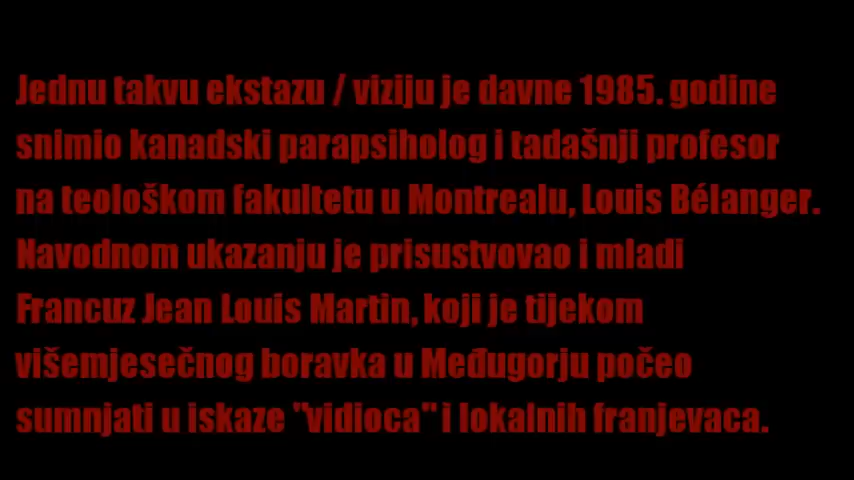 Jednu takvu ekstazu / viziju je davne 1985. godine
snimio kanadski parapsiholog i tadašnji profesor
na teološkom fakultetu u Montrealu, Louis Bélanger.
Navodnom ukazanju je prisustvovao i mladi
Francuz Jean Louis Martin, koji je tijekom
višemjesečnog boravka u Međugorju počeo
sumnjati u iskaze "vidioca" i lokalnih franjevaca.